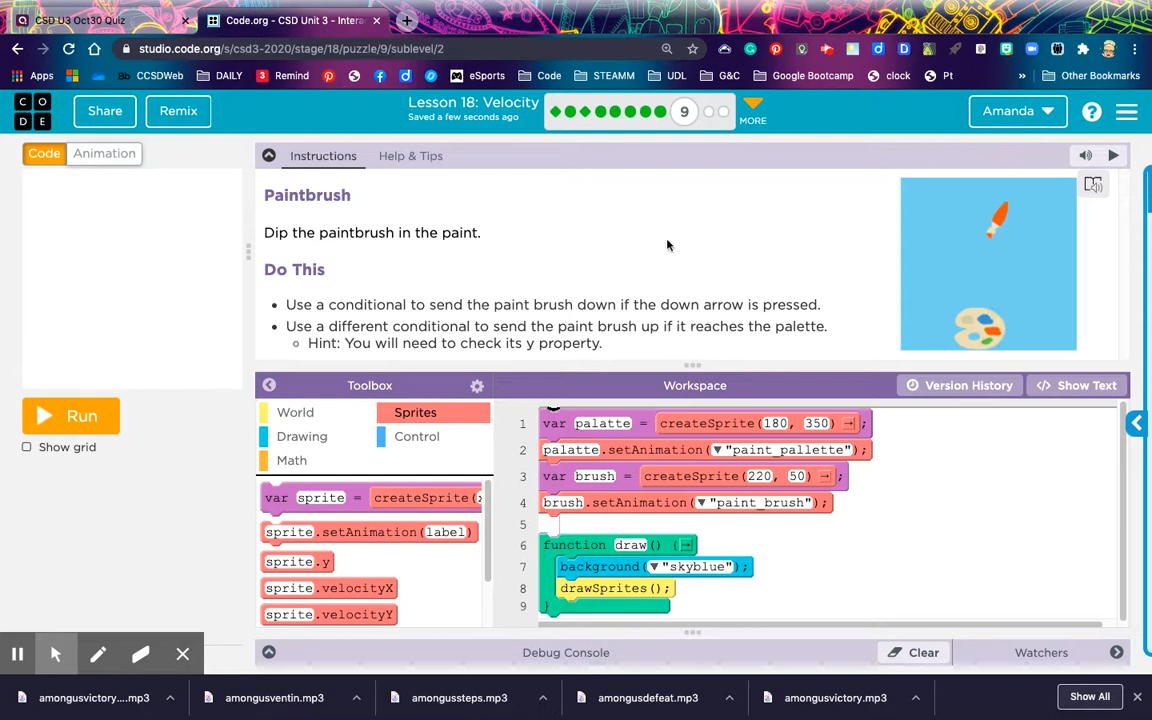 CSD U3 Oct30 Quiz
Code.org - CSD Unit 3 - Intera
studio.code.org/s/csd3-2020/stage/18/puzzle/9/sublevel/2
Apps
Bb CCSDWeb
DAILY
3 Remind
eSports
Code
STEAMM
UDL
G&C
Google Bootcamp
clock
Pt
»
Other Bookmarks
C O D E
Share
Remix
Lesson 18: Velocity
Saved a few seconds ago
9
MORE
Amanda
?
Code
Animation
Instructions
Help & Tips
Paintbrush
Dip the paintbrush in the paint.
Do This
• Use a conditional to send the paint brush down if the down arrow is pressed.
• Use a different conditional to send the paint brush up if it reaches the palette.
Hint: You will need to check its y property.
Toolbox
Workspace
Version History
</> Show Text
Run
Show grid
World
Sprites
Drawing
Control
Math
var sprite = createSprite(x
sprite.setAnimation(label)
sprite.y
sprite.velocityX
sprite.velocityY
1 var palatte = createSprite(180, 350);
2 palatte.setAnimation("paint_pallette");
3 var brush = createSprite(220, 50);
4 brush.setAnimation("paint_brush");
5
6 function draw() {
7 background("skyblue");
8 drawSprites();
9 }
Debug Console
Clear
Watchers
amongusvictory....mp3
amongusventin.mp3
amongussteps.mp3
amongusdefeat.mp3
amongusvictory.mp3
Show All